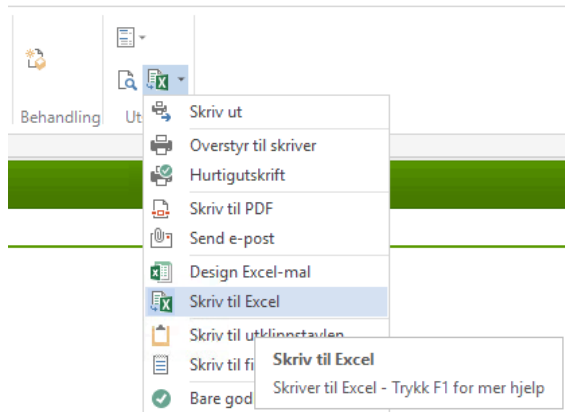 Behandling
Ut
Skriv ut
Overstyr til skriver
Hurtigutskrift
Skriv til PDF
Send e-post
Design Excel-mal
Skriv til Excel
Skriv til utklippstavlen
Skriv til fi
Bare god
Skriv til Excel
Skriver til Excel - Trykk F1 for mer hjelp